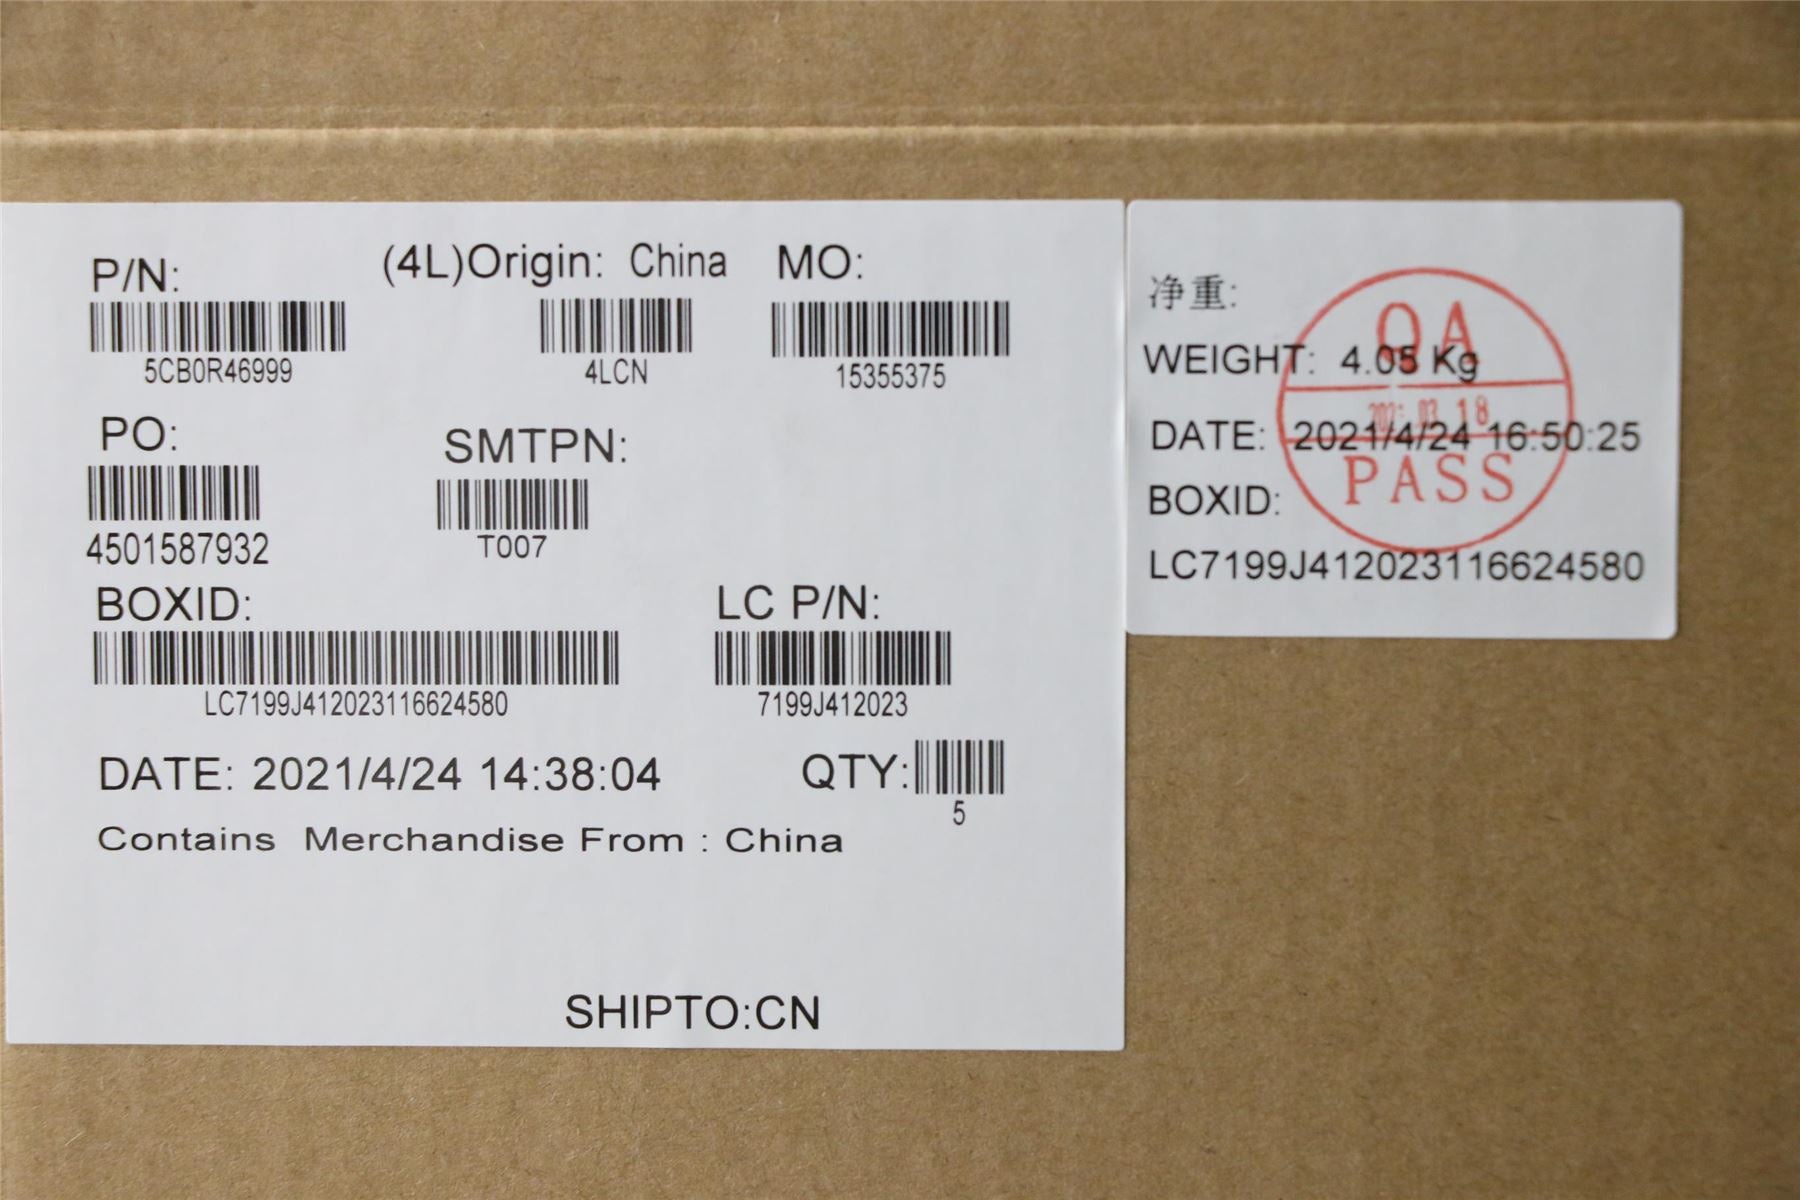 P/N:
(4L)Origin: China
MO:
5CB0R46999
4LCN
15355375
PO:
SMTPN:
4501587932
T007
BOXID:
LC P/N:
LC7199J412023116624580
7199J412023
DATE: 2021/4/24 14:38:04
QTY:
5
Contains Merchandise From : China
SHIPTO:CN
净重:
WEIGHT: 4.05 Kg
DATE: 2021/4/24 16:50:25
BOXID:
LC7199J412023116624580
QA
18
PASS